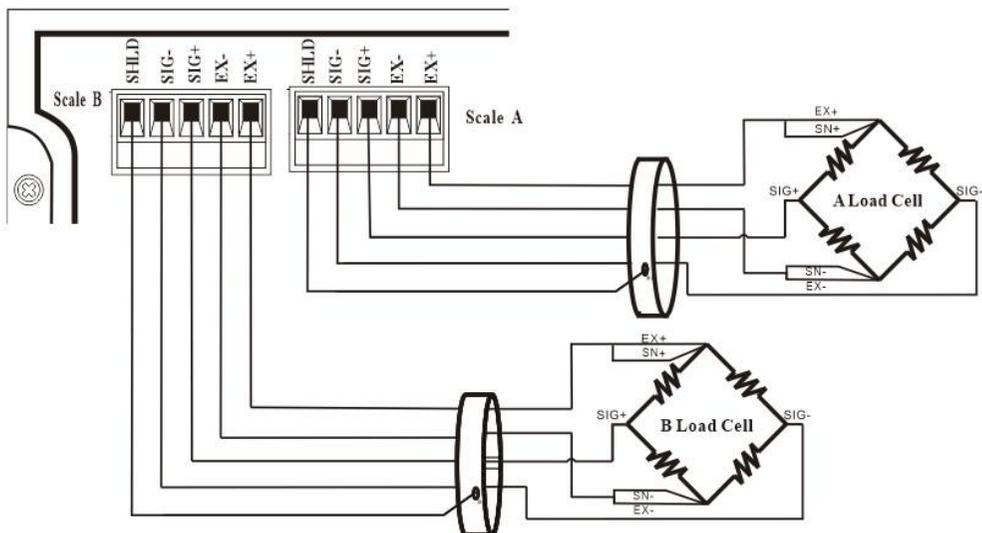 SHLD
SIG-
SIG+
EX-
EX+
SHLD
SIG-
SIG+
EX-
EX+
Scale B
Scale A
EX+
SN+
SIG+
A Load Cell
SIG-
SN-
EX-
EX+
SN+
SIG+
B Load Cell
SIG-
SN-
EX-